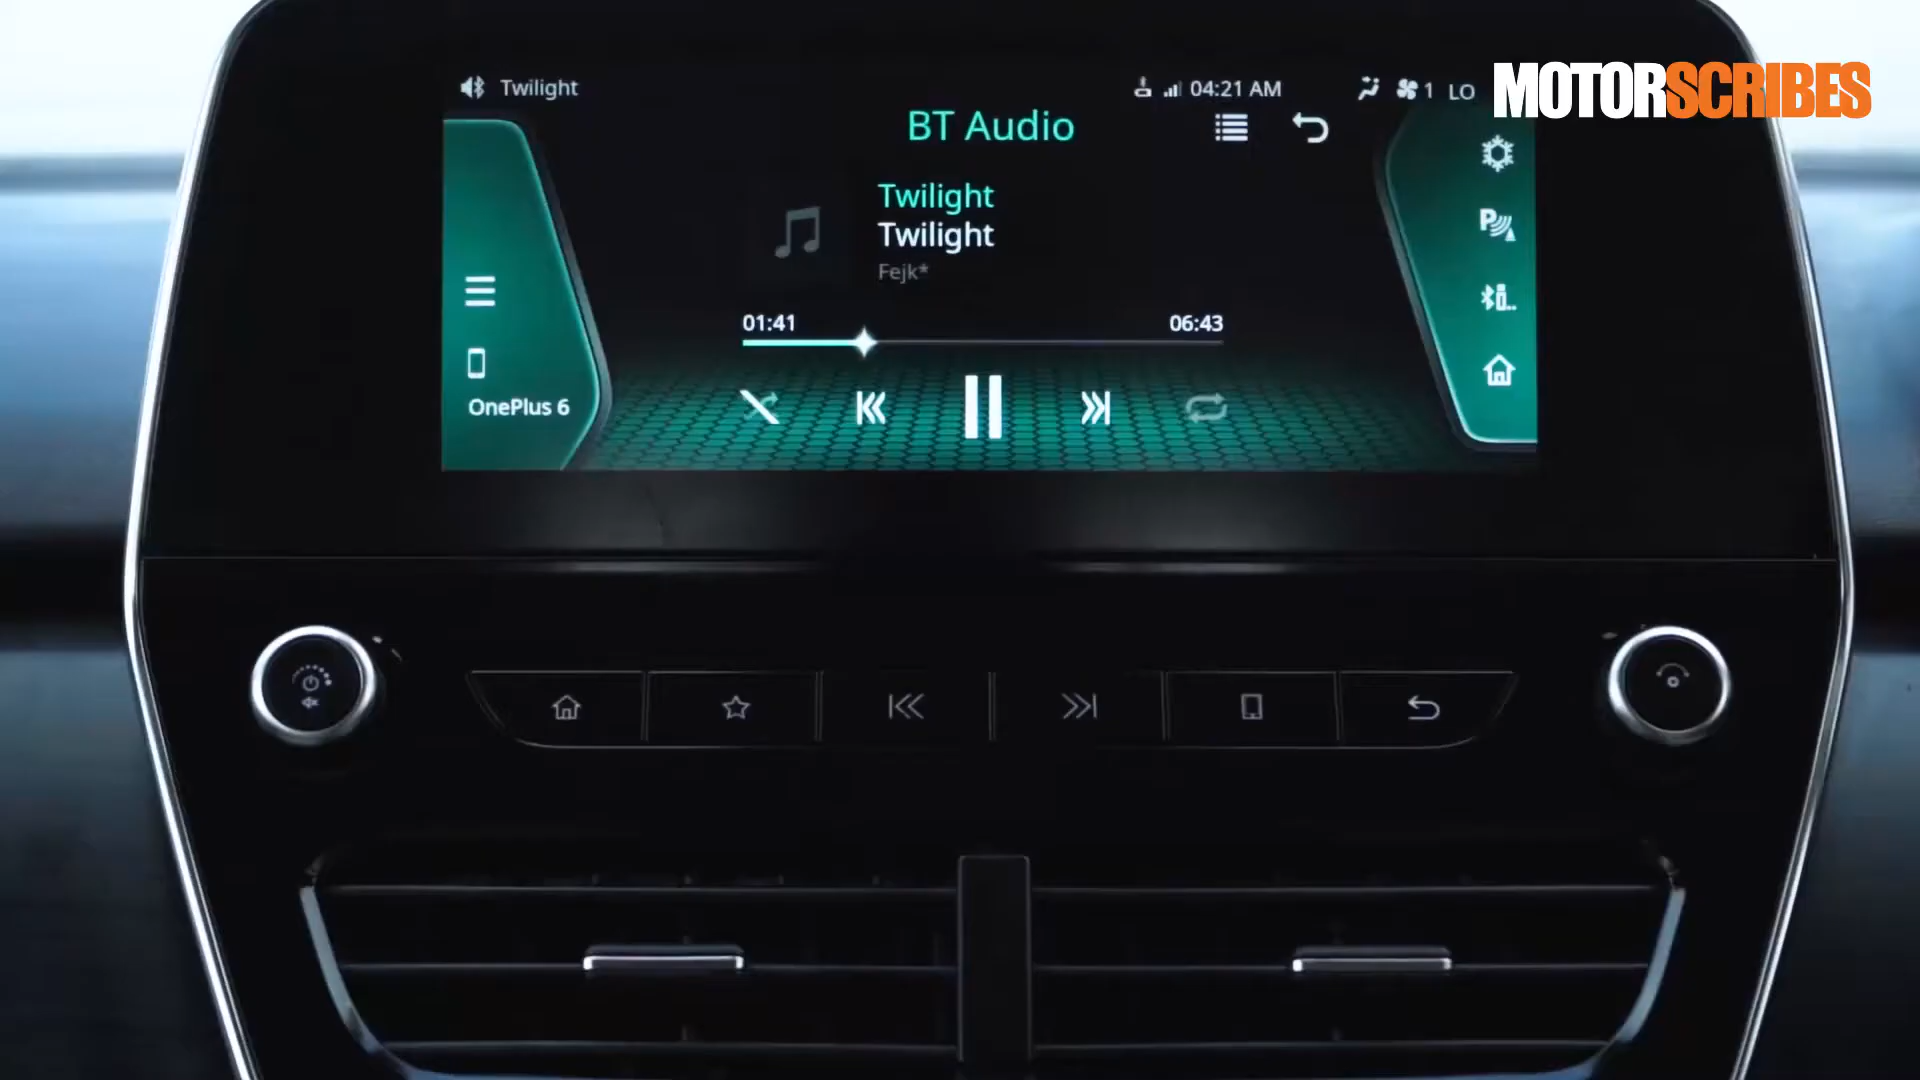 Twilight
04:21 AM
1 LO
MOTORSCRIBES
BT Audio
Twilight
Twilight
Fejk*
01:41
06:43
OnePlus 6